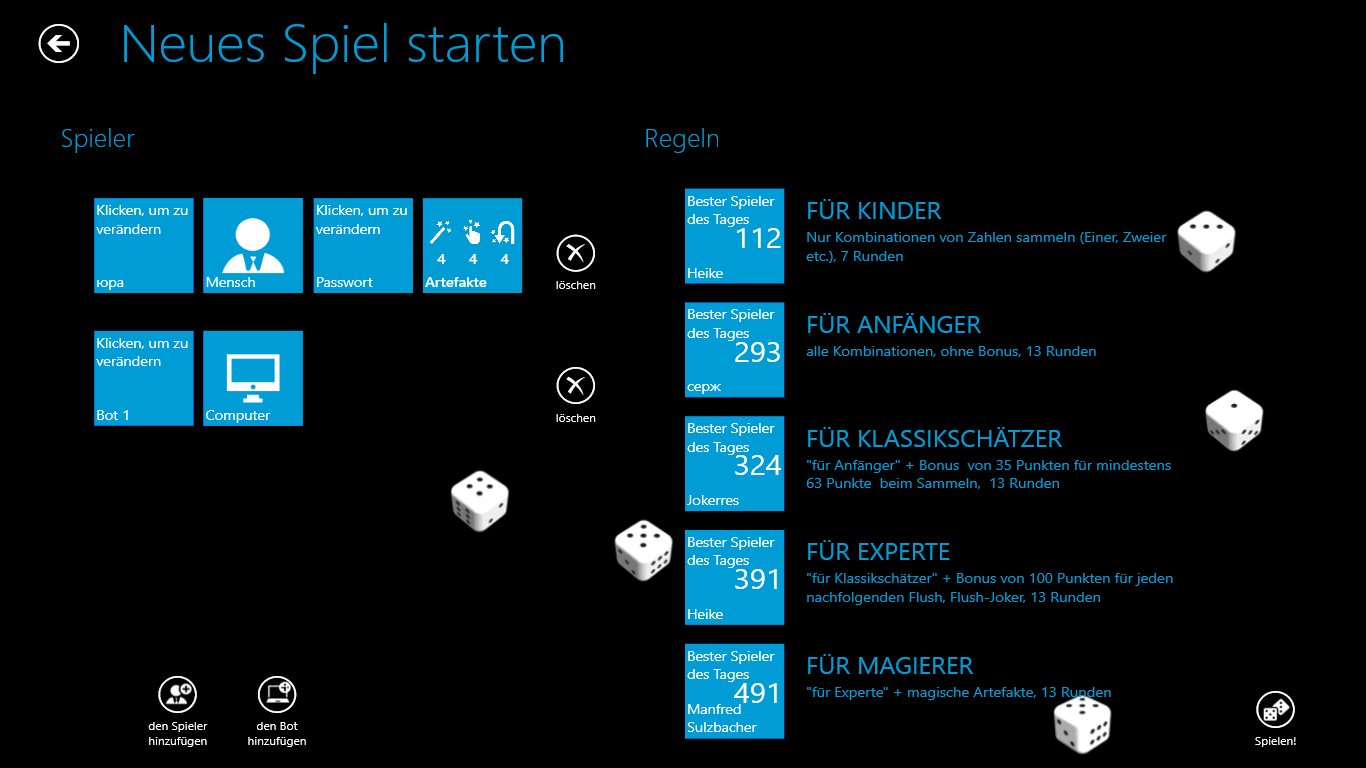 Neues Spiel starten
Spieler
Klicken, um zu
verändern
юра
Mensch
Klicken, um zu
verändern
Passwort
4 4 4
Artefakte
löschen
Klicken, um zu
verändern
Bot 1
Computer
löschen
den Spieler
hinzufügen
den Bot
hinzufügen
Regeln
Bester Spieler
des Tages
112
Heike
FÜR KINDER
Nur Kombinationen von Zahlen sammeln (Einer, Zweier
etc.), 7 Runden
Bester Spieler
des Tages
293
серж
FÜR ANFÄNGER
alle Kombinationen, ohne Bonus, 13 Runden
Bester Spieler
des Tages
324
Jokerres
FÜR KLASSIKSCHÄTZER
"für Anfänger" + Bonus von 35 Punkten für mindestens
63 Punkte beim Sammeln, 13 Runden
Bester Spieler
des Tages
391
Heike
FÜR EXPERTE
"für Klassikschätzer" + Bonus von 100 Punkten für jeden
nachfolgenden Flush, Flush-Joker, 13 Runden
Bester Spieler
des Tages
491
Manfred
Sulzbacher
FÜR MAGIERER
"für Experte" + magische Artefakte, 13 Runden
Spielen!